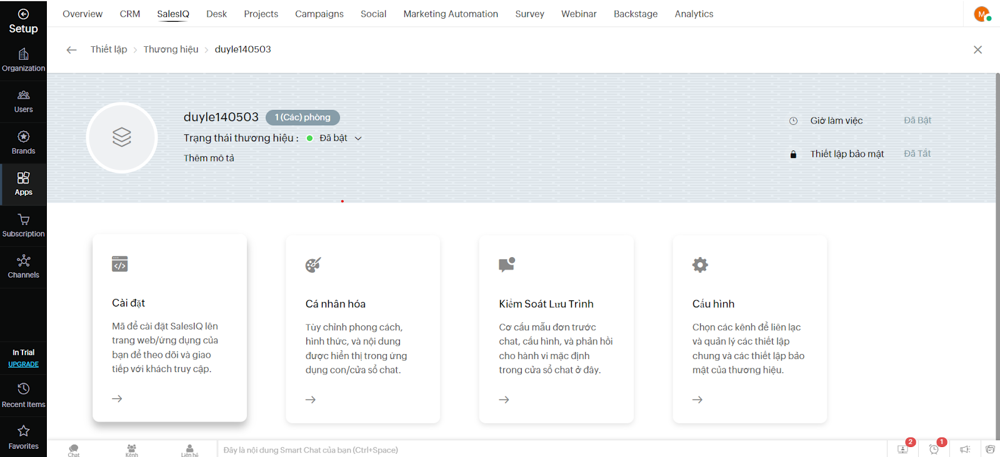 Setup
Organization
Users
Brands
Apps
Subscription
Channels
In Trial
UPGRADE
Recent Items
Favorites
Overview CRM SalesIQ Desk Projects Campaigns Social Marketing Automation Survey Webinar Backstage Analytics
M
Thiết lập Thương hiệu duyle140503
duyle140503 1 (Các) phòng
Trạng thái thương hiệu : Đã bật
Thêm mô tả
Giờ làm việc Đã Bật
Thiết lập bảo mật Đã Tắt
Cài đặt
Mã để cài đặt SalesIQ lên
trang web/ứng dụng của
bạn để theo dõi và giao
tiếp với khách truy cập.
Cá nhân hóa
Tùy chỉnh phong cách,
hình thức, và nội dung
được hiển thị trong ứng
dụng con/cửa sổ chat.
Kiểm Soát Lưu Trình
Cơ cấu mẫu đơn trước
chat, cấu hình, và phản hồi
cho hành vi mặc định
trong cửa sổ chat ở đây.
Cấu hình
Chọn các kênh để liên lạc
và quản lý các thiết lập
chung và các thiết lập bảo
mật của thương hiệu.
Chat Kênh Liên hệ Đây là nội dung Smart Chat của bạn (Ctrl+Space) 2 1